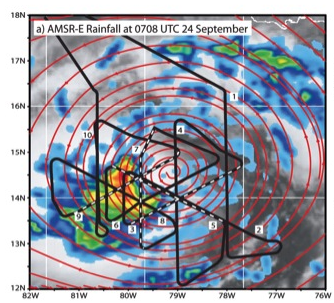 a) AMSR-E Rainfall at 0708 UTC 24 September
18N
17N
16N
15N
14N
13N
12N
82W 81W 80W 79W 78W 77W 76W
1
4
10
7
9
6
3
8
5
2